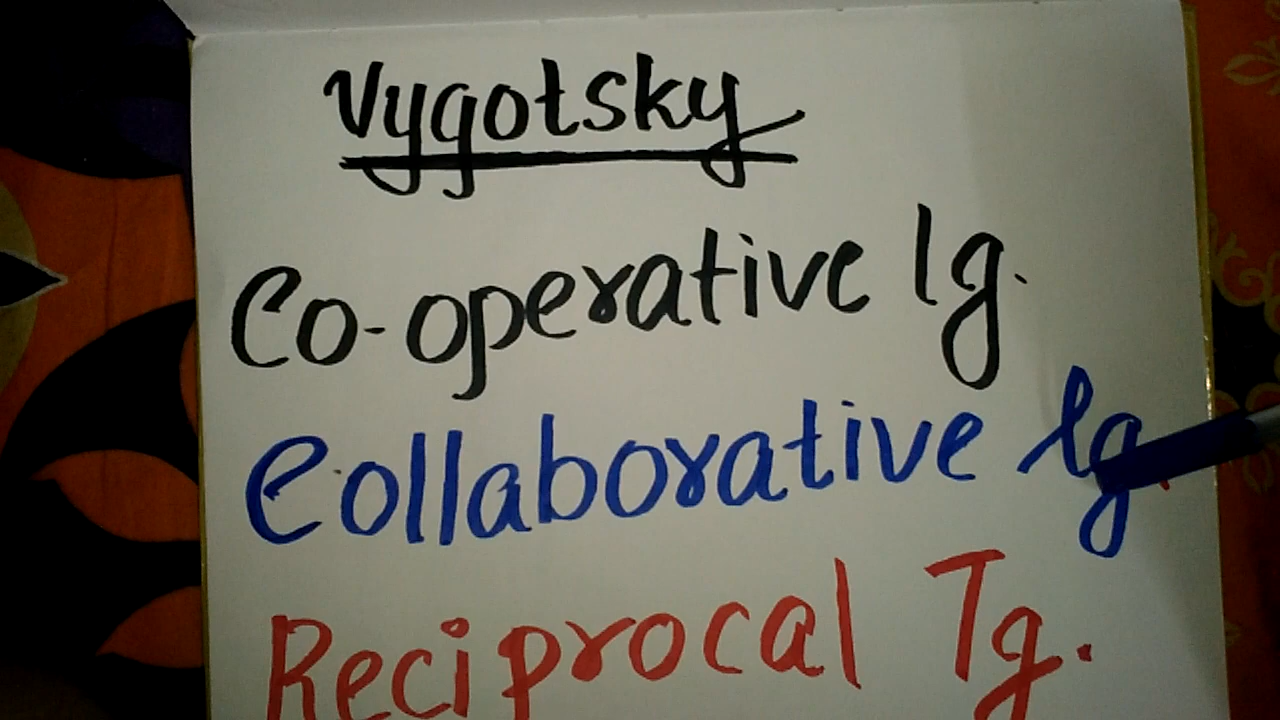 Vygotsky
Co-operative lg.
Collaborative lg.
Reciprocal Tg.